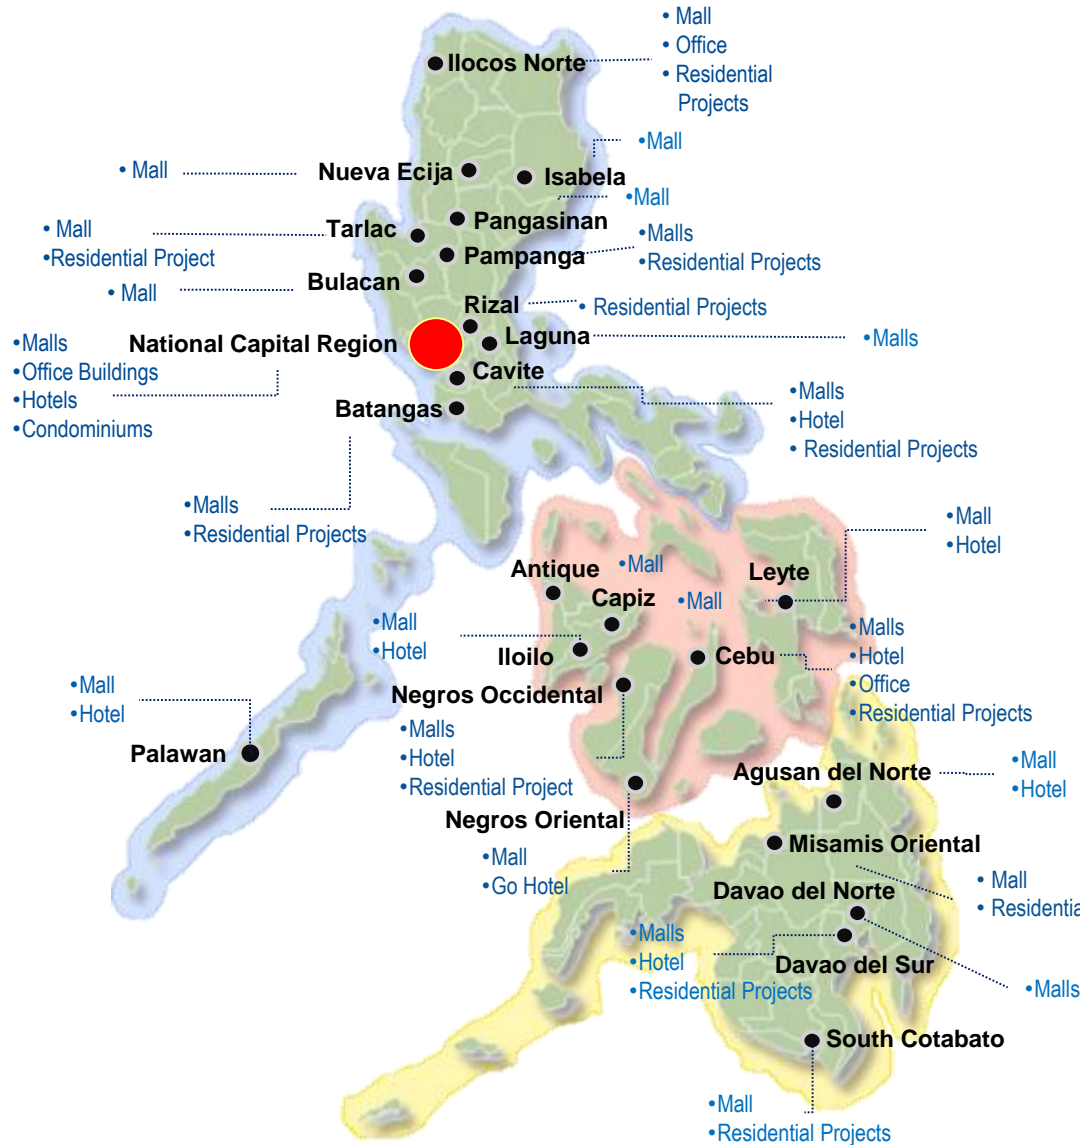 • Mall
• Office
• Residential
Projects
Ilocos Norte
•Mall
• Mall
Nueva Ecija
Isabela
•Mall
• Mall
•Residential Project
Tarlac
Pangasinan
•Malls
•Residential Projects
Pampanga
• Mall
Bulacan
Rizal
• Residential Projects
National Capital Region
Laguna
•Malls
•Malls
•Office Buildings
•Hotels
•Condominiums
Cavite
•Malls
•Hotel
• Residential Projects
Batangas
•Malls
•Residential Projects
•Mall
•Hotel
Antique
•Mall
Leyte
Capiz
•Mall
•Mall
•Hotel
Iloilo
Cebu
•Malls
•Hotel
•Office
•Residential Projects
•Mall
•Hotel
Palawan
Negros Occidental
•Malls
•Hotel
•Residential Project
Agusan del Norte
•Mall
•Hotel
Negros Oriental
•Mall
•Go Hotel
Misamis Oriental
• Mall
• Residentia
Davao del Norte
•Malls
•Hotel
•Residential Projects
Davao del Sur
•Malls
South Cotabato
•Mall
•Residential Projects